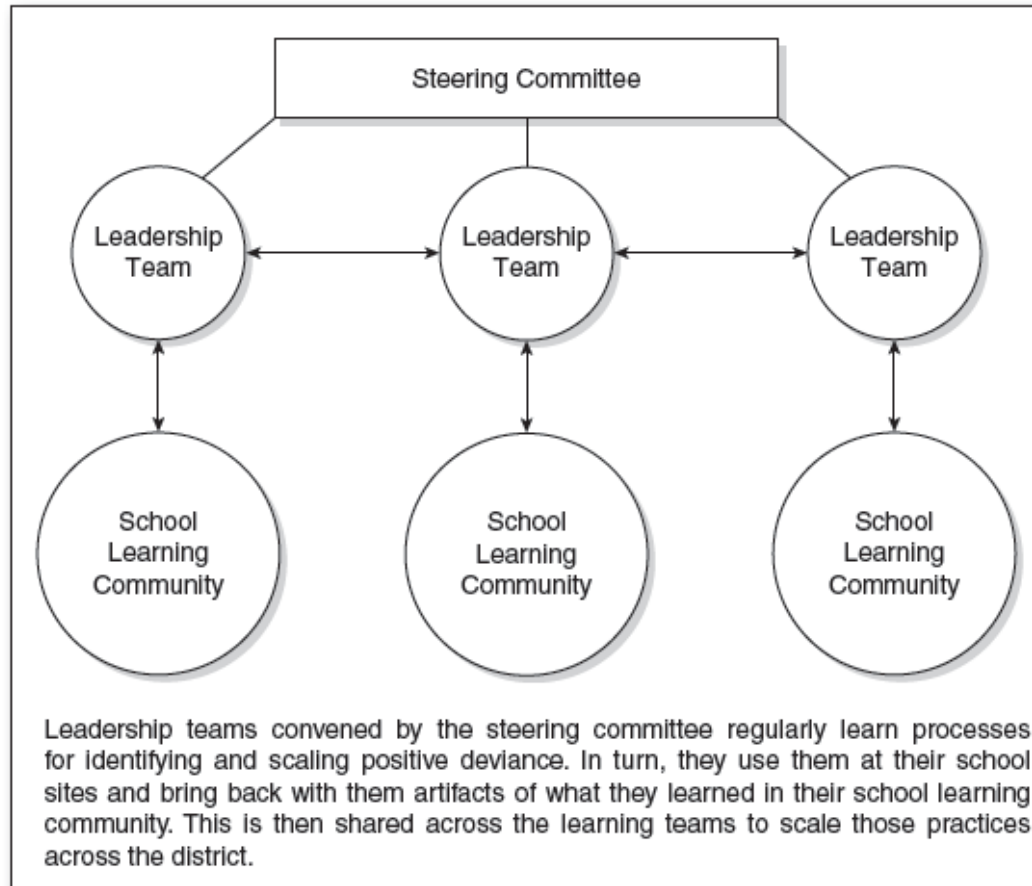 Steering Committee
Leadership
Team
Leadership
Team
Leadership
Team
School
Learning
Community
School
Learning
Community
School
Learning
Community
Leadership teams convened by the steering committee regularly learn processes
for identifying and scaling positive deviance. In turn, they use them at their school
sites and bring back with them artifacts of what they learned in their school learning
community. This is then shared across the learning teams to scale those practices
across the district.